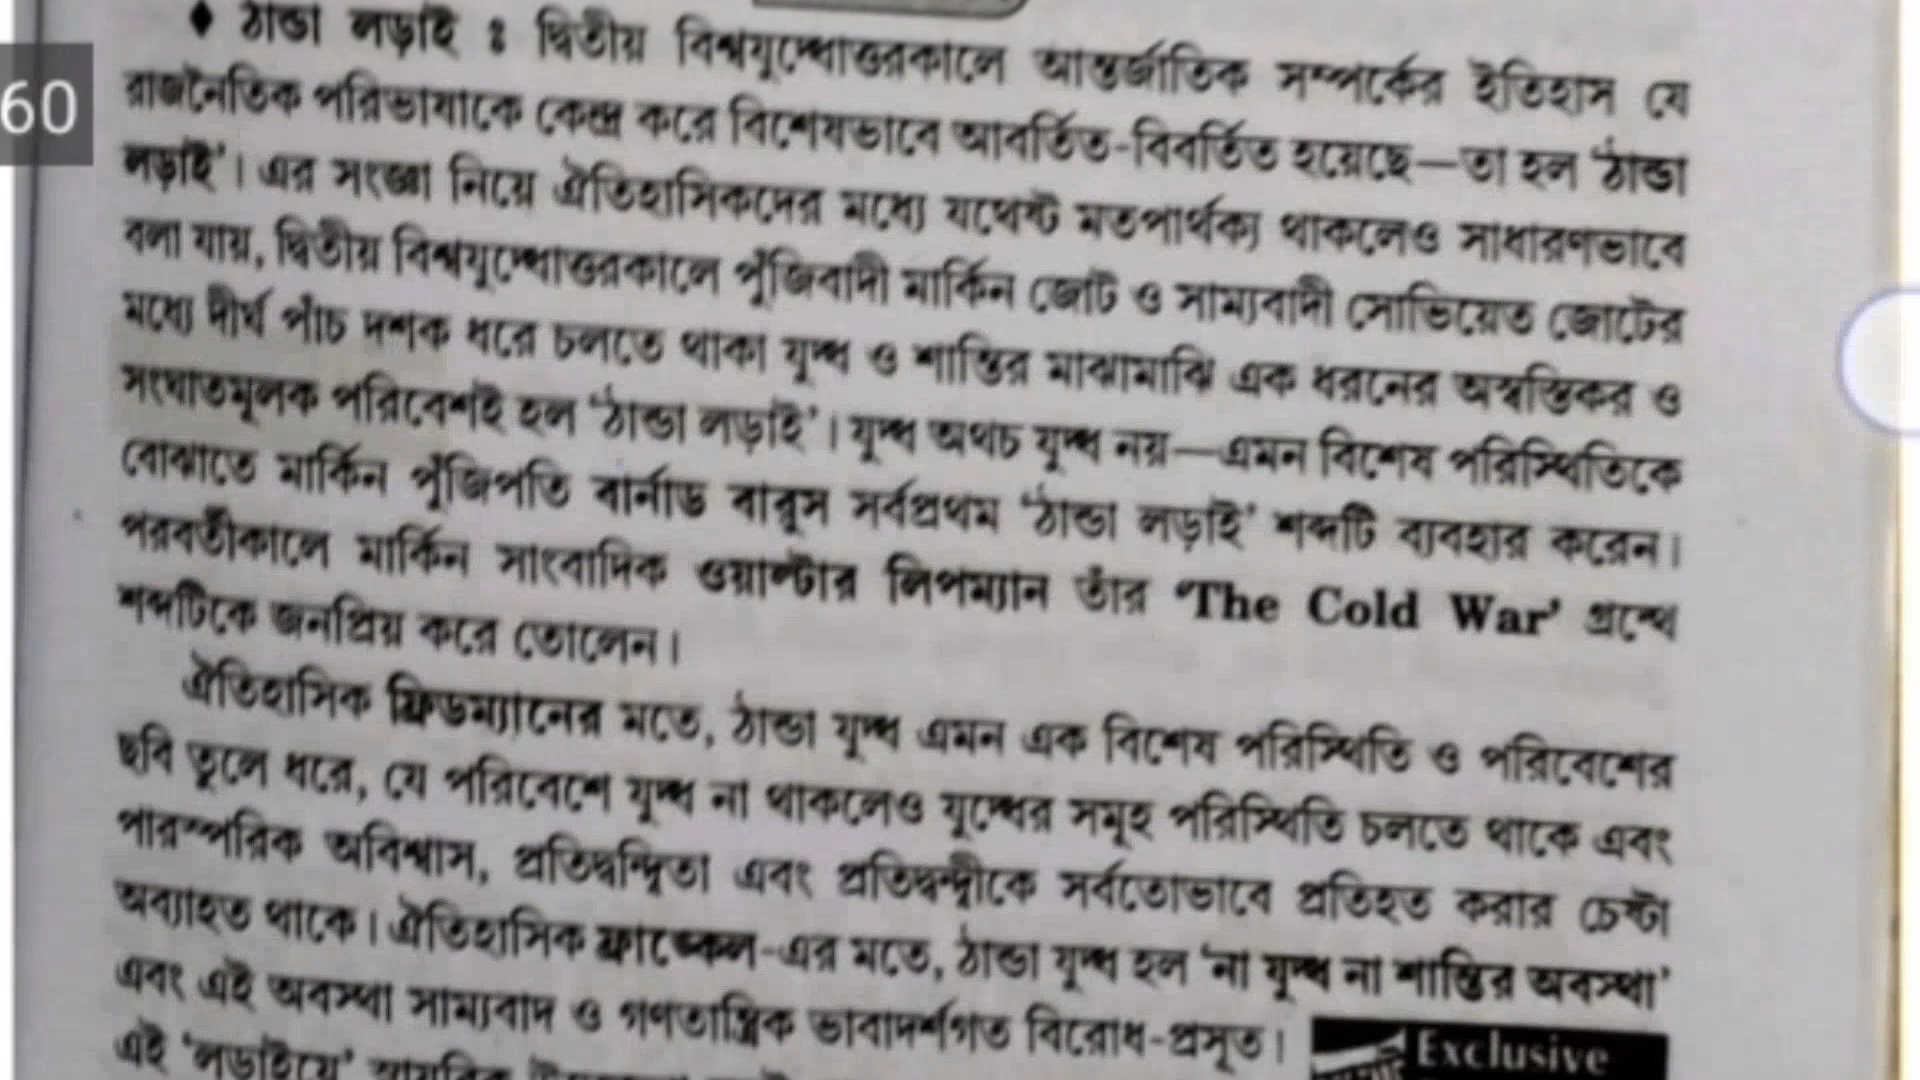 ♦ ঠান্ডা লড়াই : দ্বিতীয় বিশ্বযুদ্ধোত্তরকালে আন্তর্জাতিক সম্পর্কের ইতিহাস যে
60
রাজনৈতিক পরিভাষাকে কেন্দ্র করে বিশেষভাবে আবর্তিত-বিবর্তিত হয়েছে—তা হল 'ঠান্ডা
লড়াই'। এর সংজ্ঞা নিয়ে ঐতিহাসিকদের মধ্যে যথেষ্ট মতপার্থক্য থাকলেও সাধারণভাবে
বলা যায়, দ্বিতীয় বিশ্বযুদ্ধোত্তরকালে পুঁজিবাদী মার্কিন জোট ও সাম্যবাদী সোভিয়েত জোটের
মধ্যে দীর্ঘ পাঁচ দশক ধরে চলতে থাকা যুদ্ধ ও শান্তির মাঝামাঝি এক ধরনের অস্বস্তিকর ও
সংঘাতমূলক পরিবেশই হল 'ঠান্ডা লড়াই'। যুদ্ধ অথচ যুদ্ধ নয়—এমন বিশেষ পরিস্থিতিকে
বোঝাতে মার্কিন পুঁজিপতি বার্নাড বারুস সর্বপ্রথম 'ঠান্ডা লড়াই' শব্দটি ব্যবহার করেন।
পরবর্তীকালে মার্কিন সাংবাদিক ওয়াল্টার লিপম্যান তাঁর 'The Cold War' গ্রন্থে
শব্দটিকে জনপ্রিয় করে তোলেন।
ঐতিহাসিক ফ্রিডম্যানের মতে, ঠান্ডা যুদ্ধ এমন এক বিশেষ পরিস্থিতি ও পরিবেশের
ছবি তুলে ধরে, যে পরিবেশে যুদ্ধ না থাকলেও যুদ্ধের সমূহ পরিস্থিতি চলতে থাকে এবং
পারস্পরিক অবিশ্বাস, প্রতিদ্বন্দ্বিতা এবং প্রতিদ্বন্দ্বীকে সর্বতোভাবে প্রতিহত করার চেষ্টা
অব্যাহত থাকে। ঐতিহাসিক ফ্রাঙ্কেল-এর মতে, ঠান্ডা যুদ্ধ হল 'না যুদ্ধ না শান্তির অবস্থা'
এবং এই অবস্থা সাম্যবাদ ও গণতান্ত্রিক ভাবাদর্শগত বিরোধ-প্রসূত।
Exclusive
এই 'লড়াইয়ে'